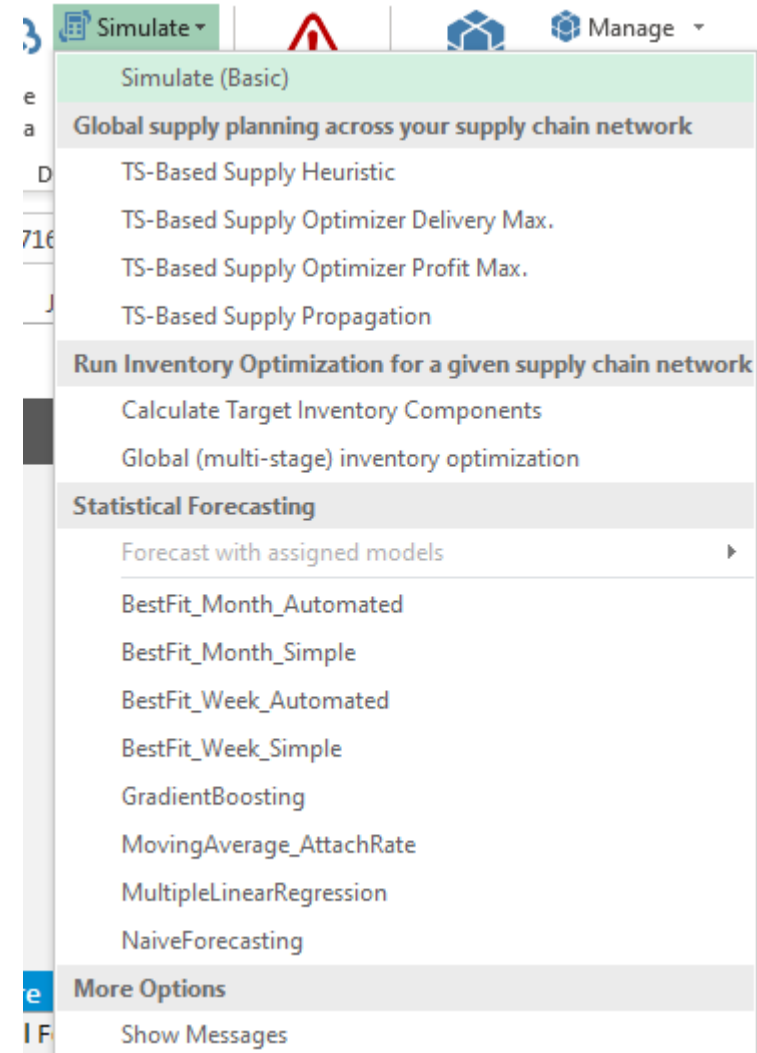 Simulate
Manage
Simulate (Basic)
e
a
Global supply planning across your supply chain network
D
TS-Based Supply Heuristic
TS-Based Supply Optimizer Delivery Max.
716
TS-Based Supply Optimizer Profit Max.
J
TS-Based Supply Propagation
Run Inventory Optimization for a given supply chain network
Calculate Target Inventory Components
Global (multi-stage) inventory optimization
Statistical Forecasting
Forecast with assigned models
BestFit_Month_Automated
BestFit_Month_Simple
BestFit_Week_Automated
BestFit_Week_Simple
GradientBoosting
MovingAverage_AttachRate
MultipleLinearRegression
NaiveForecasting
re
More Options
l F
Show Messages